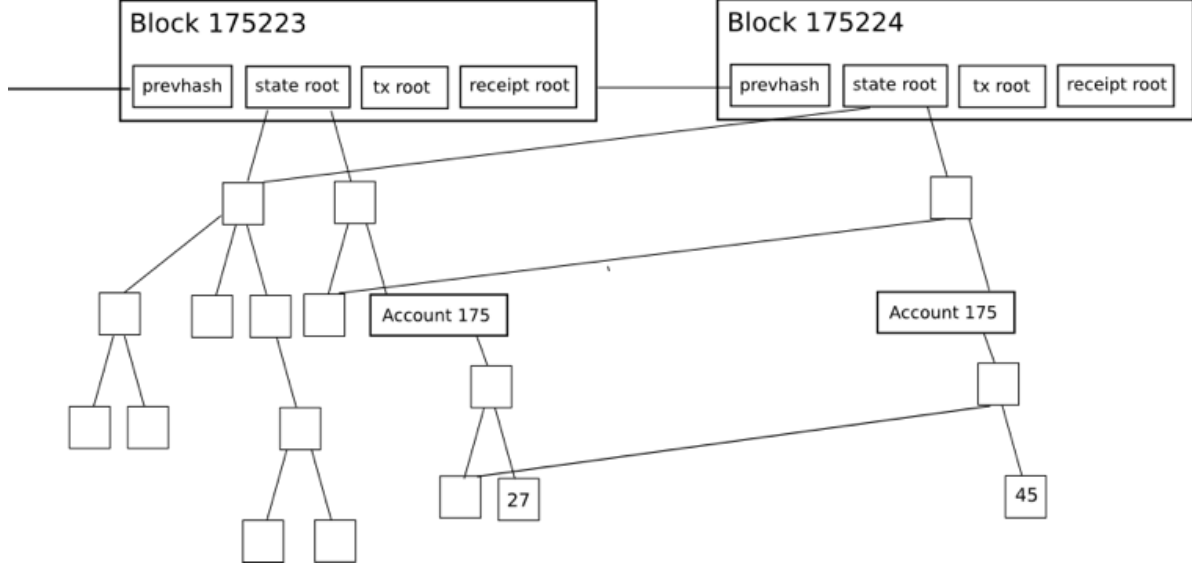 Block 175223
prevhash state root tx root receipt root
Block 175224
prevhash state root tx root receipt root
Account 175
27
Account 175
45